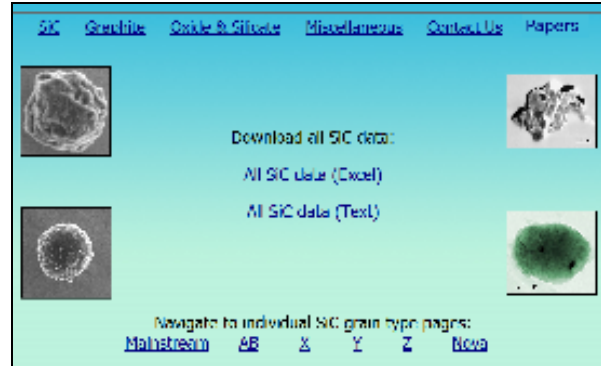 SiC Graphite Oxide & Silicate Miscellaneous Contact Us Papers
Download all SiC data:
All SiC data (Excel)
All SiC data (Text)
Navigate to individual SiC grain type pages:
Mainstream AB X Y Z Nova